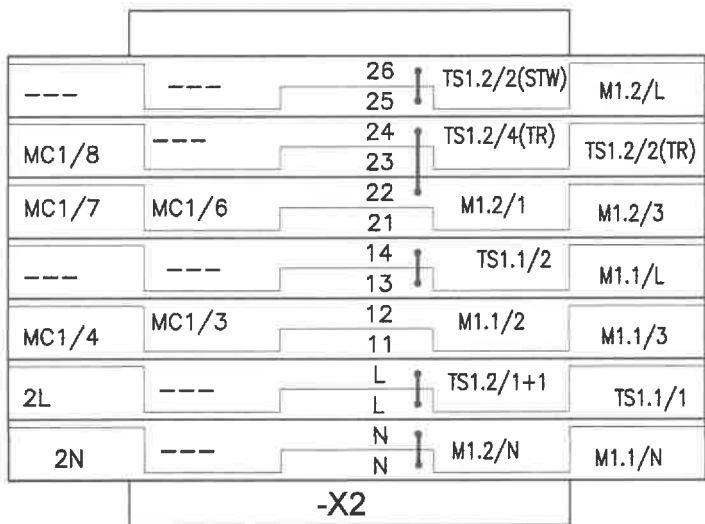 26 TS1.2/2(STW)
--- --- 25 M1.2/L
24 TS1.2/4(TR)
MC1/8 --- 23 TS1.2/2(TR)
22
MC1/7 MC1/6 21 M1.2/1 M1.2/3
14 TS1.1/2
--- --- 13 M1.1/L
12
MC1/4 MC1/3 11 M1.1/2 M1.1/3
L TS1.2/1+1
2L --- L TS1.1/1
N
2N --- N M1.2/N M1.1/N
-X2